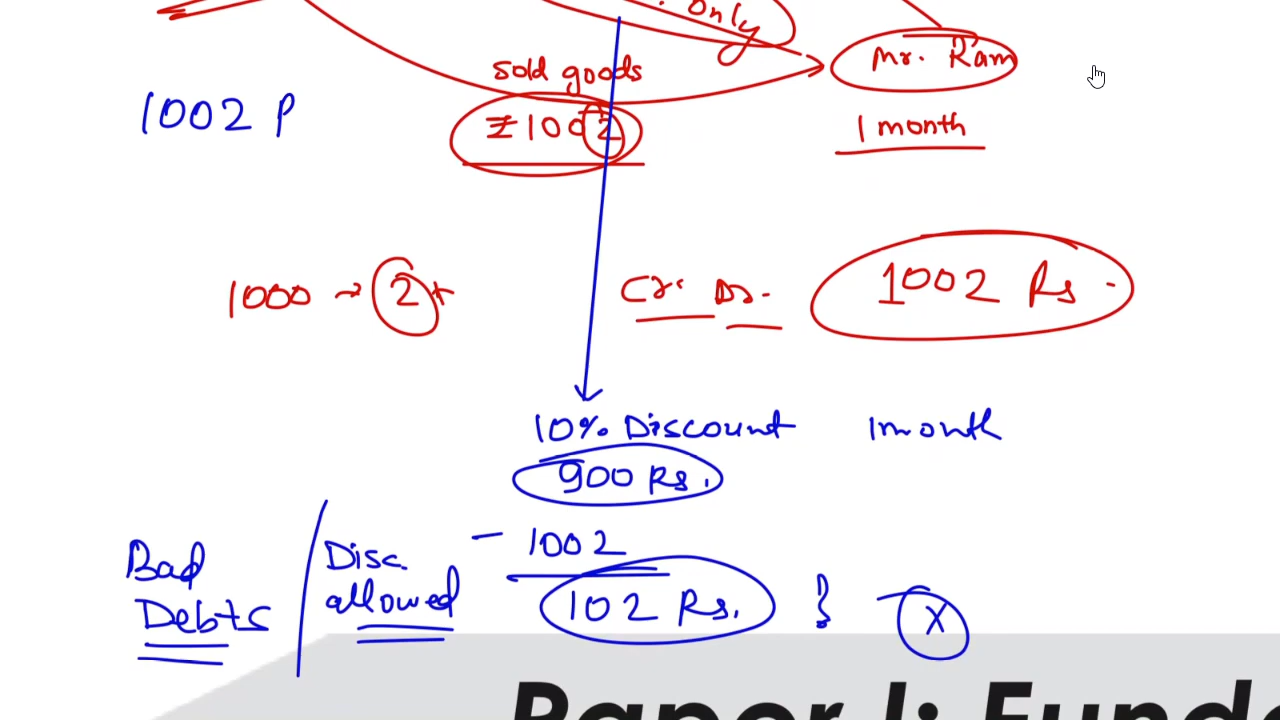 only
Mr. Ram
sold goods
1002 P
₹1002
1 month
1000 → 2
Cr. Dr.
1002 Rs.
10% Discount 1month
900 Rs.
- 1002
Bad Debts
Disc. allowed
102 Rs. } X
Paper I: Funda